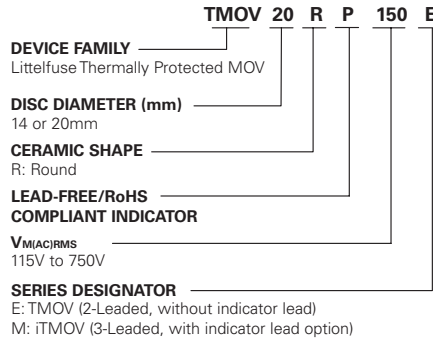 TMOV 20 R P 150 E
DEVICE FAMILY
Littelfuse Thermally Protected MOV
DISC DIAMETER (mm)
14 or 20mm
CERAMIC SHAPE
R: Round
LEAD-FREE/RoHS
COMPLIANT INDICATOR
VM(AC)RMS
115V to 750V
SERIES DESIGNATOR
E: TMOV (2-Leaded, without indicator lead)
M: iTMOV (3-Leaded, with indicator lead option)